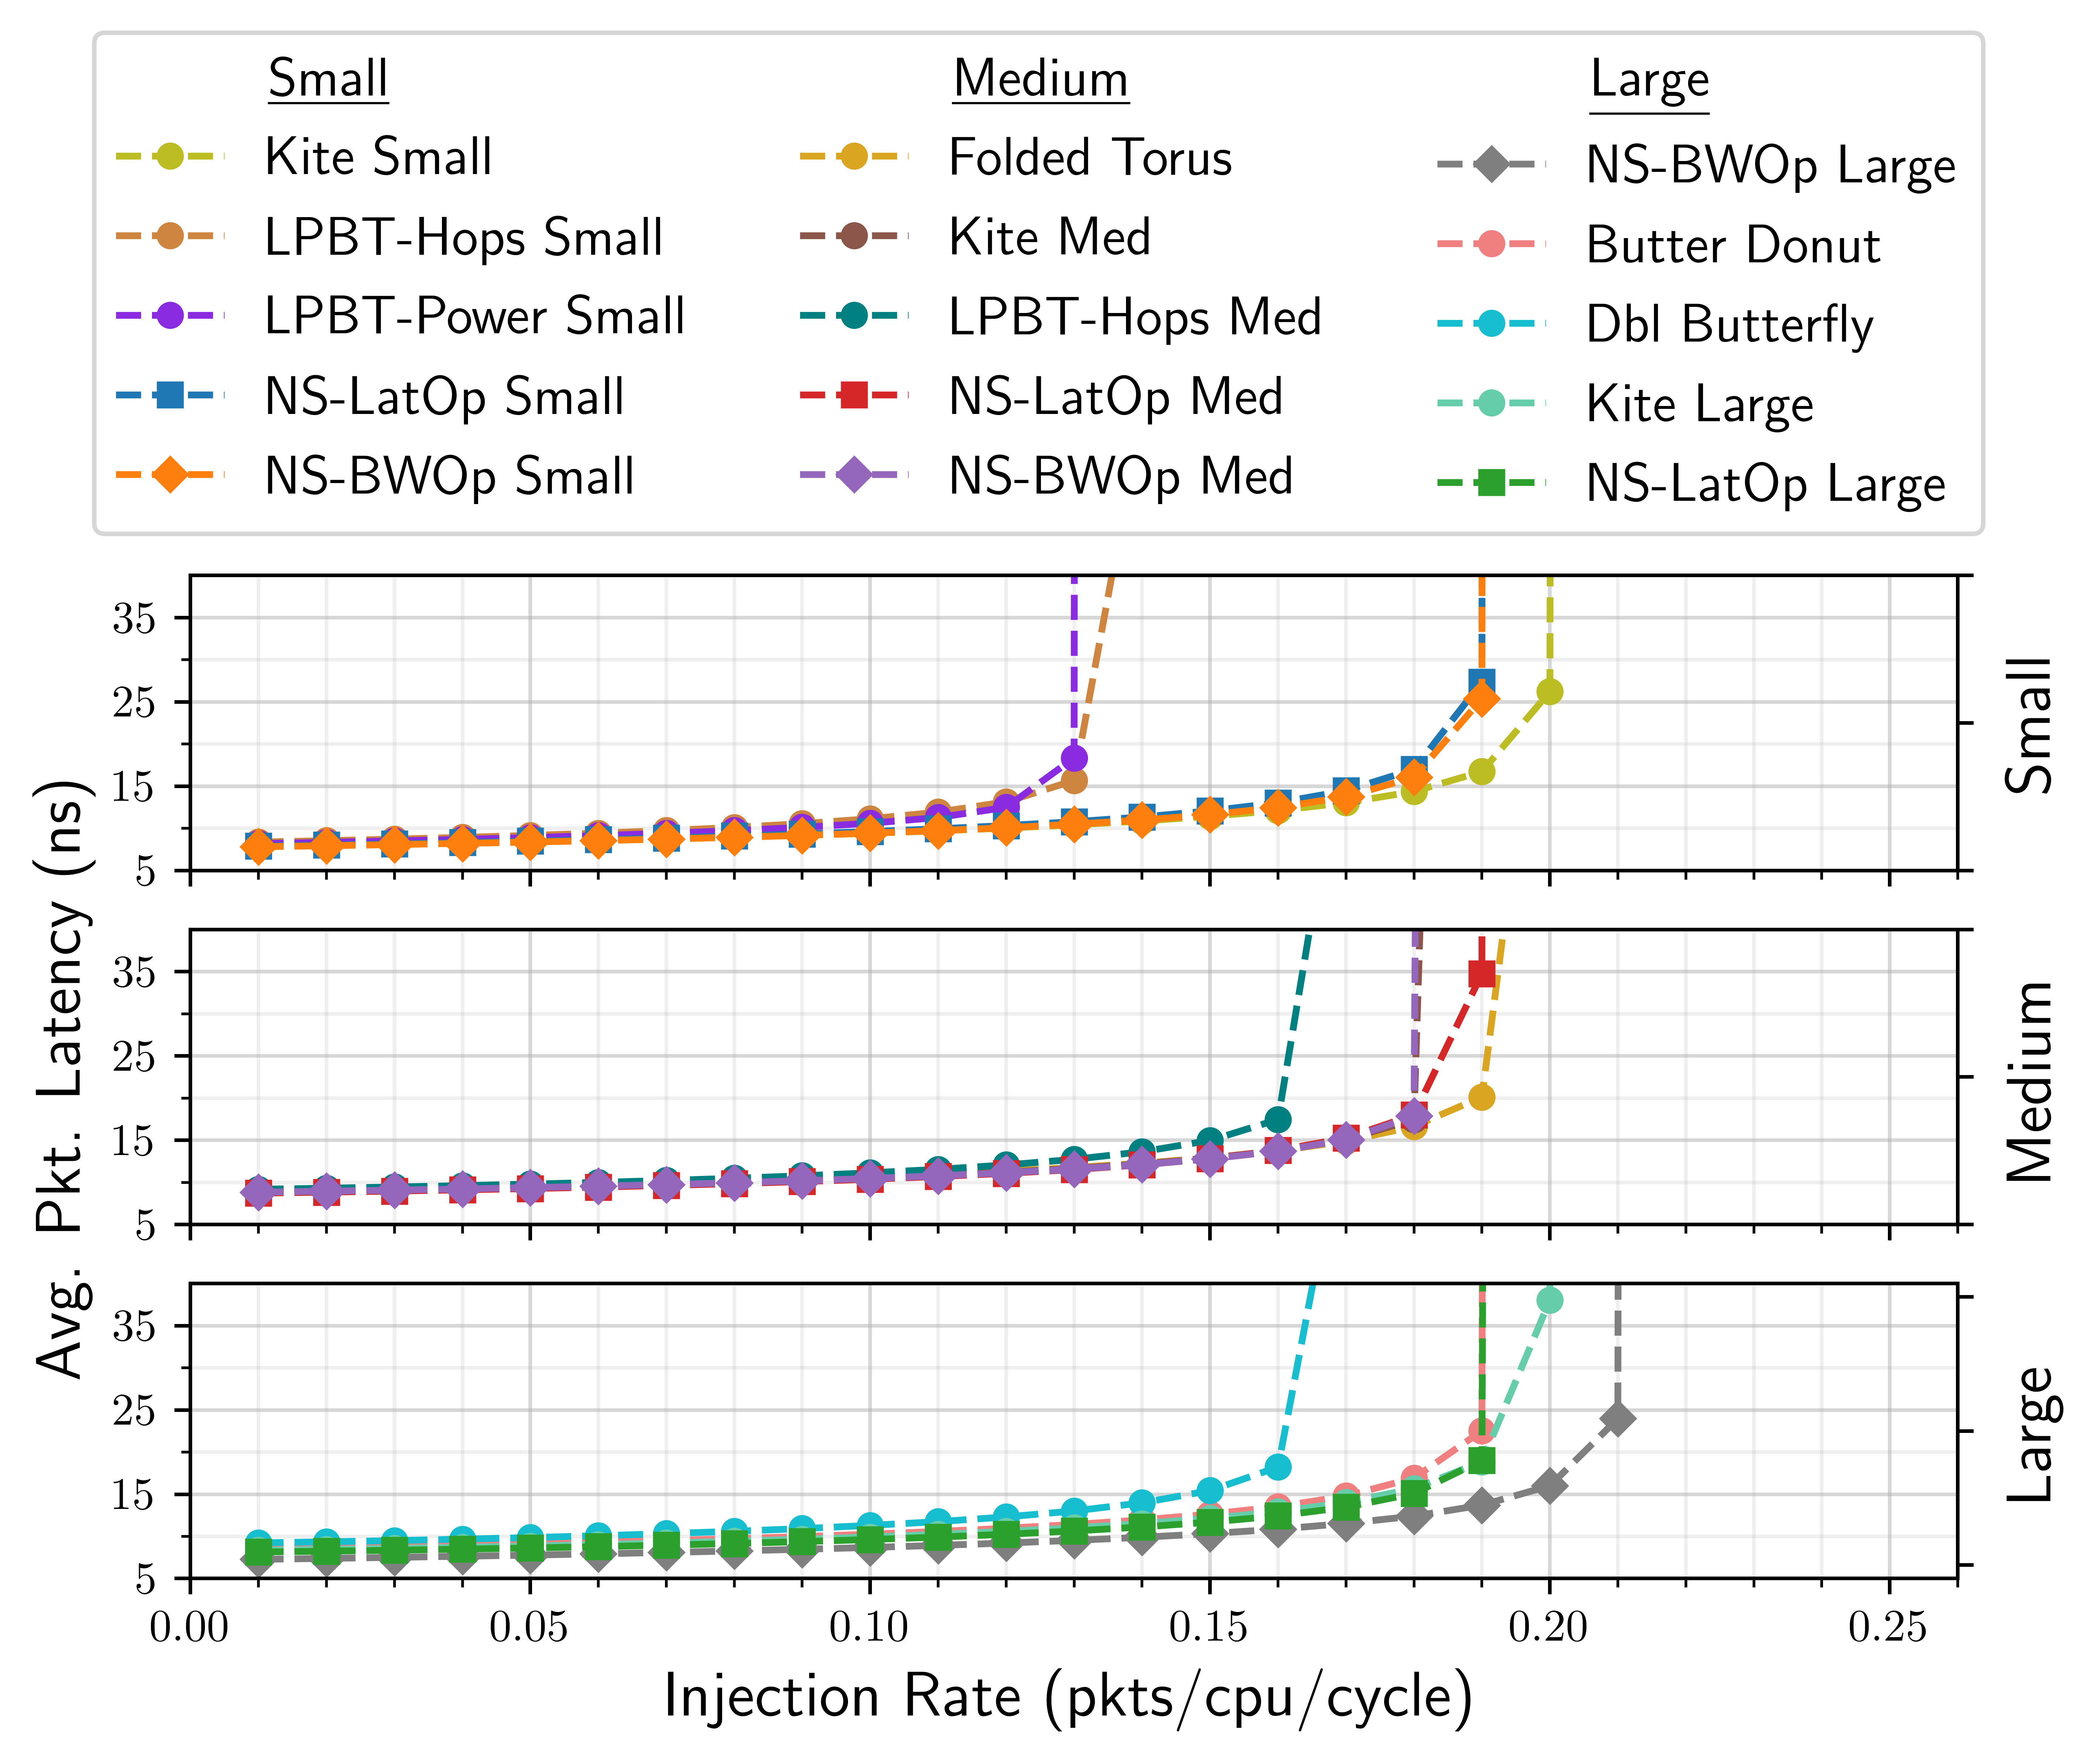 Small
Kite Small
LPBT-Hops Small
LPBT-Power Small
NS-LatOp Small
NS-BWOp Small
Medium
Folded Torus
Kite Med
LPBT-Hops Med
NS-LatOp Med
NS-BWOp Med
Large
NS-BWOp Large
Butter Donut
Dbl Butterfly
Kite Large
NS-LatOp Large
Avg. Pkt. Latency (ns)
35
25
15
5
Small
35
25
15
5
Medium
35
25
15
5
Large
0.00 0.05 0.10 0.15 0.20 0.25
Injection Rate (pkts/cpu/cycle)